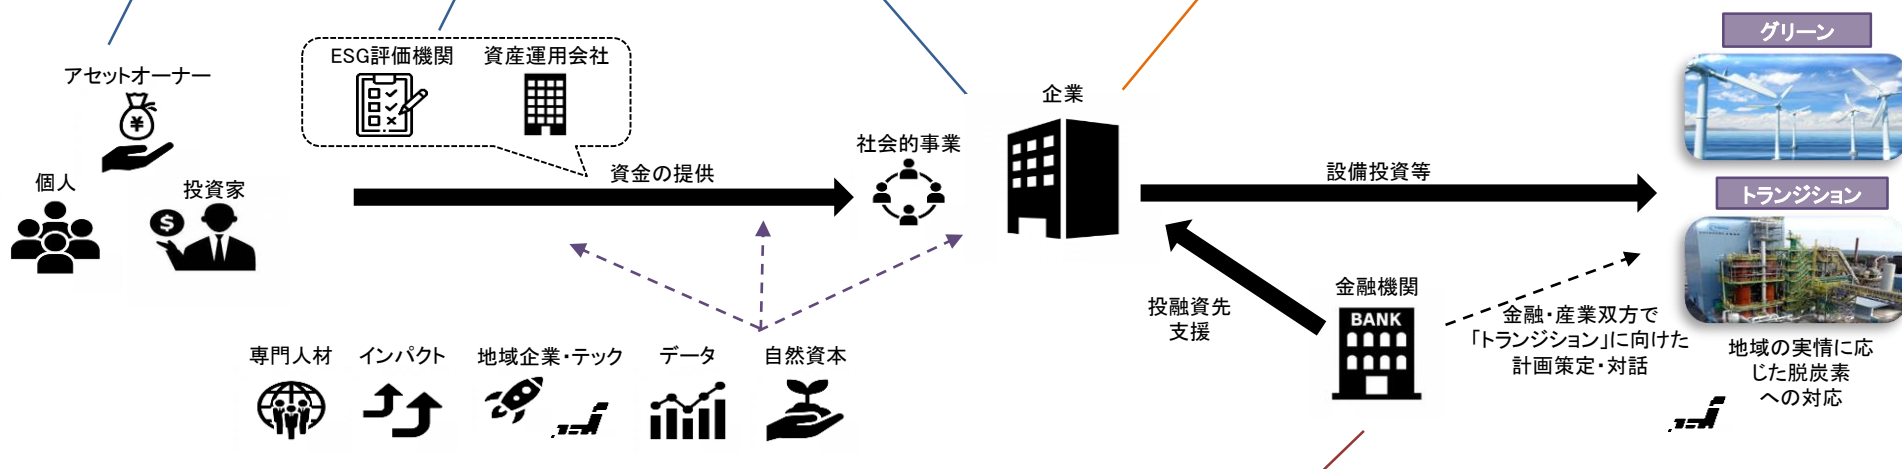 アセットオーナー
個人
投資家
ESG評価機関
資産運用会社
資金の提供
社会的事業
企業
設備投資等
グリーン
トランジション
投融資先
支援
金融機関
BANK
金融・産業双方で
「トランジション」に向けた
計画策定・対話
地域の実情に応
じた脱炭素
への対応
専門人材
インパクト
地域企業・テック
データ
自然資本